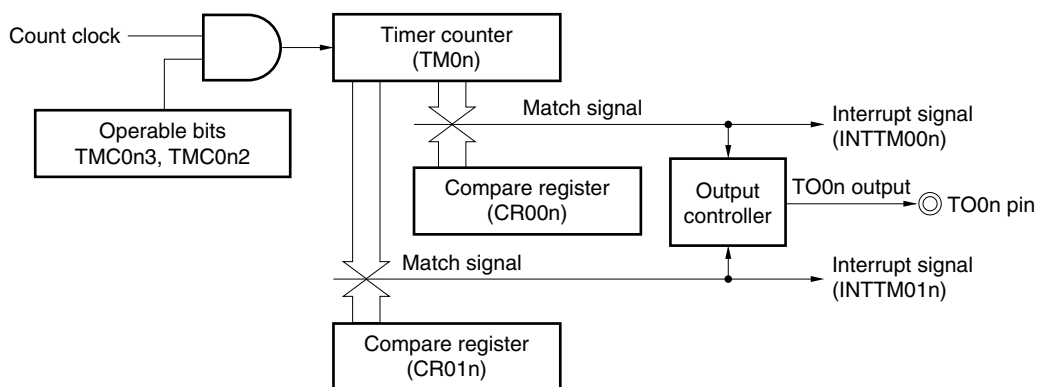 Count clock
Timer counter
(TM0n)
Operable bits
TMC0n3, TMC0n2
Match signal
Interrupt signal
(INTTM00n)
Compare register
(CR00n)
Output
controller
TO0n output
TO0n pin
Match signal
Interrupt signal
(INTTM01n)
Compare register
(CR01n)